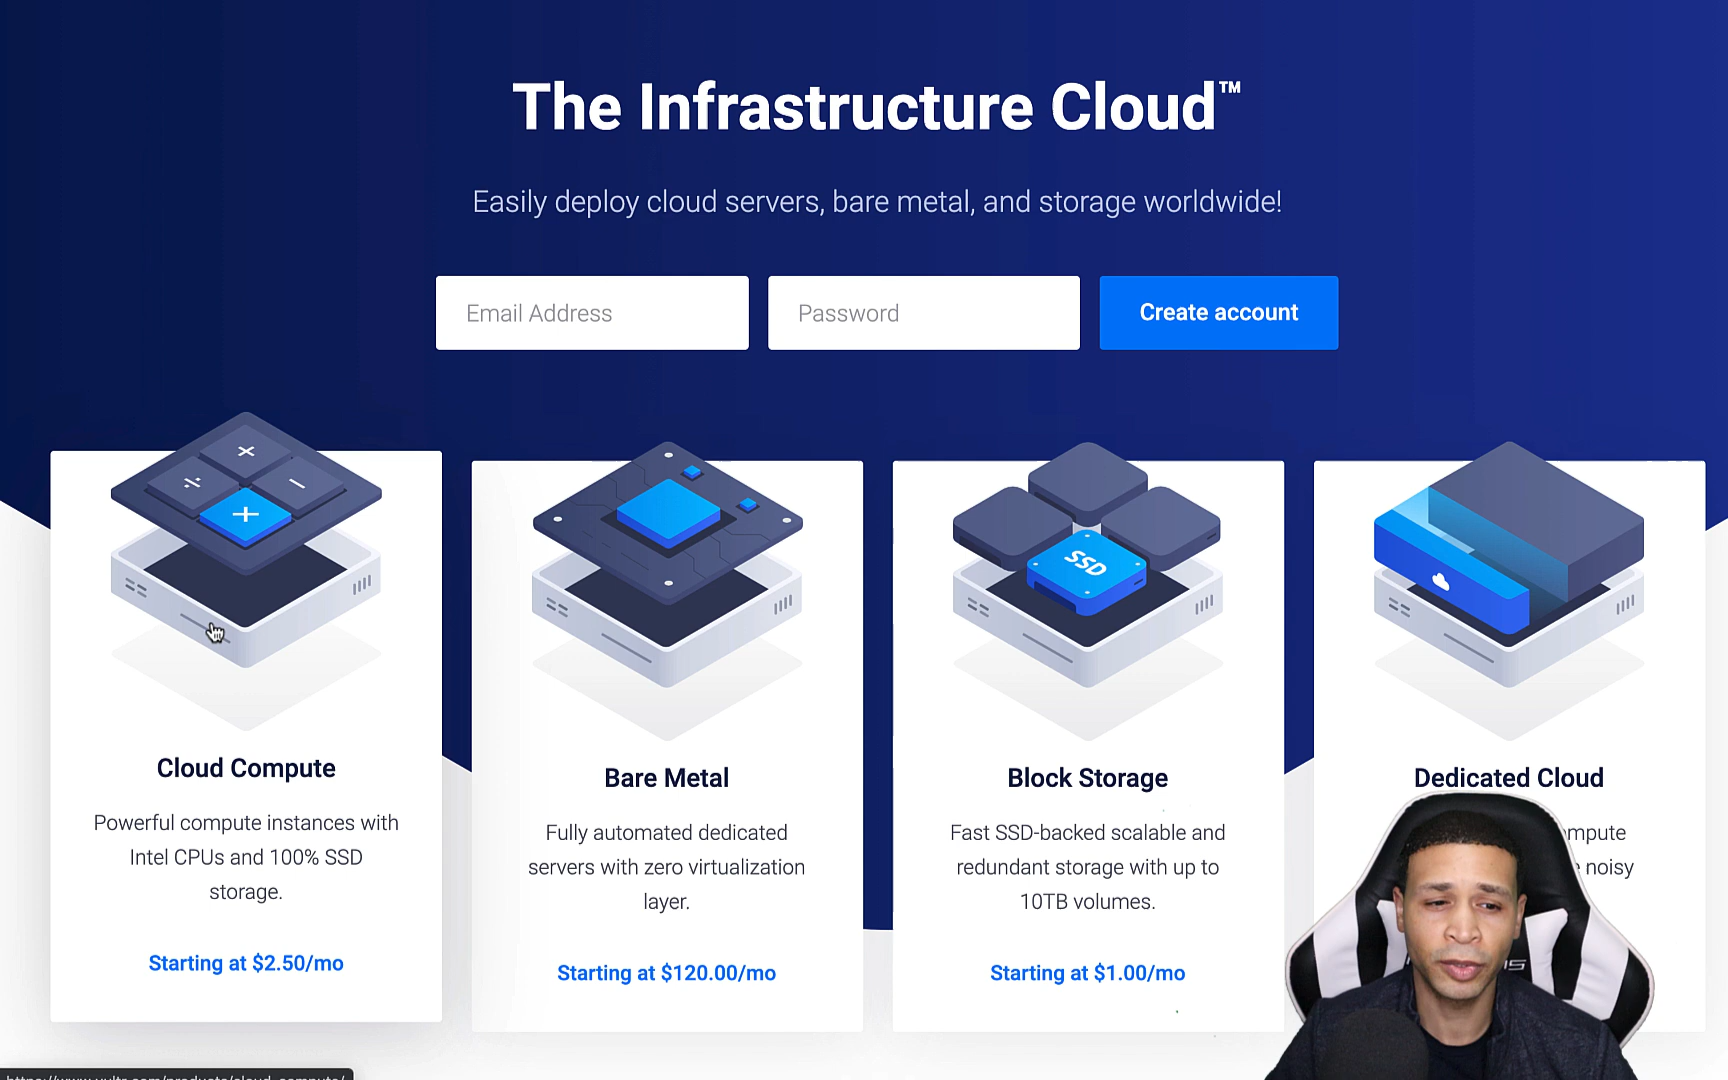 The Infrastructure Cloud™
Easily deploy cloud servers, bare metal, and storage worldwide!
Email Address
Password
Create account
SSD
Cloud Compute
Powerful compute instances with
Intel CPUs and 100% SSD
storage.
Starting at $2.50/mo
Bare Metal
Fully automated dedicated
servers with zero virtualization
layer.
Starting at $120.00/mo
Block Storage
Fast SSD-backed scalable and
redundant storage with up to
10TB volumes.
Starting at $1.00/mo
Dedicated Cloud
noisy